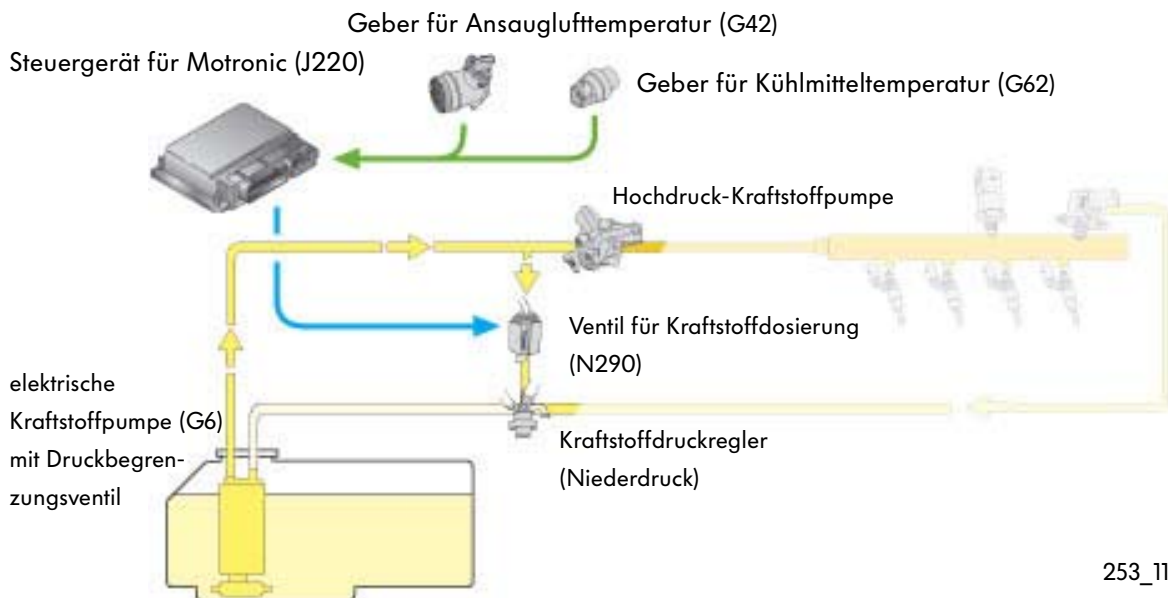 Geber für Ansauglufttemperatur (G42)
Steuergerät für Motronic (J220)
Geber für Kühlmitteltemperatur (G62)
Hochdruck-Kraftstoffpumpe
Ventil für Kraftstoffdosierung
(N290)
elektrische
Kraftstoffpumpe (G6)
mit Druckbegren-
zungsventil
Kraftstoffdruckregler
(Niederdruck)
253_11